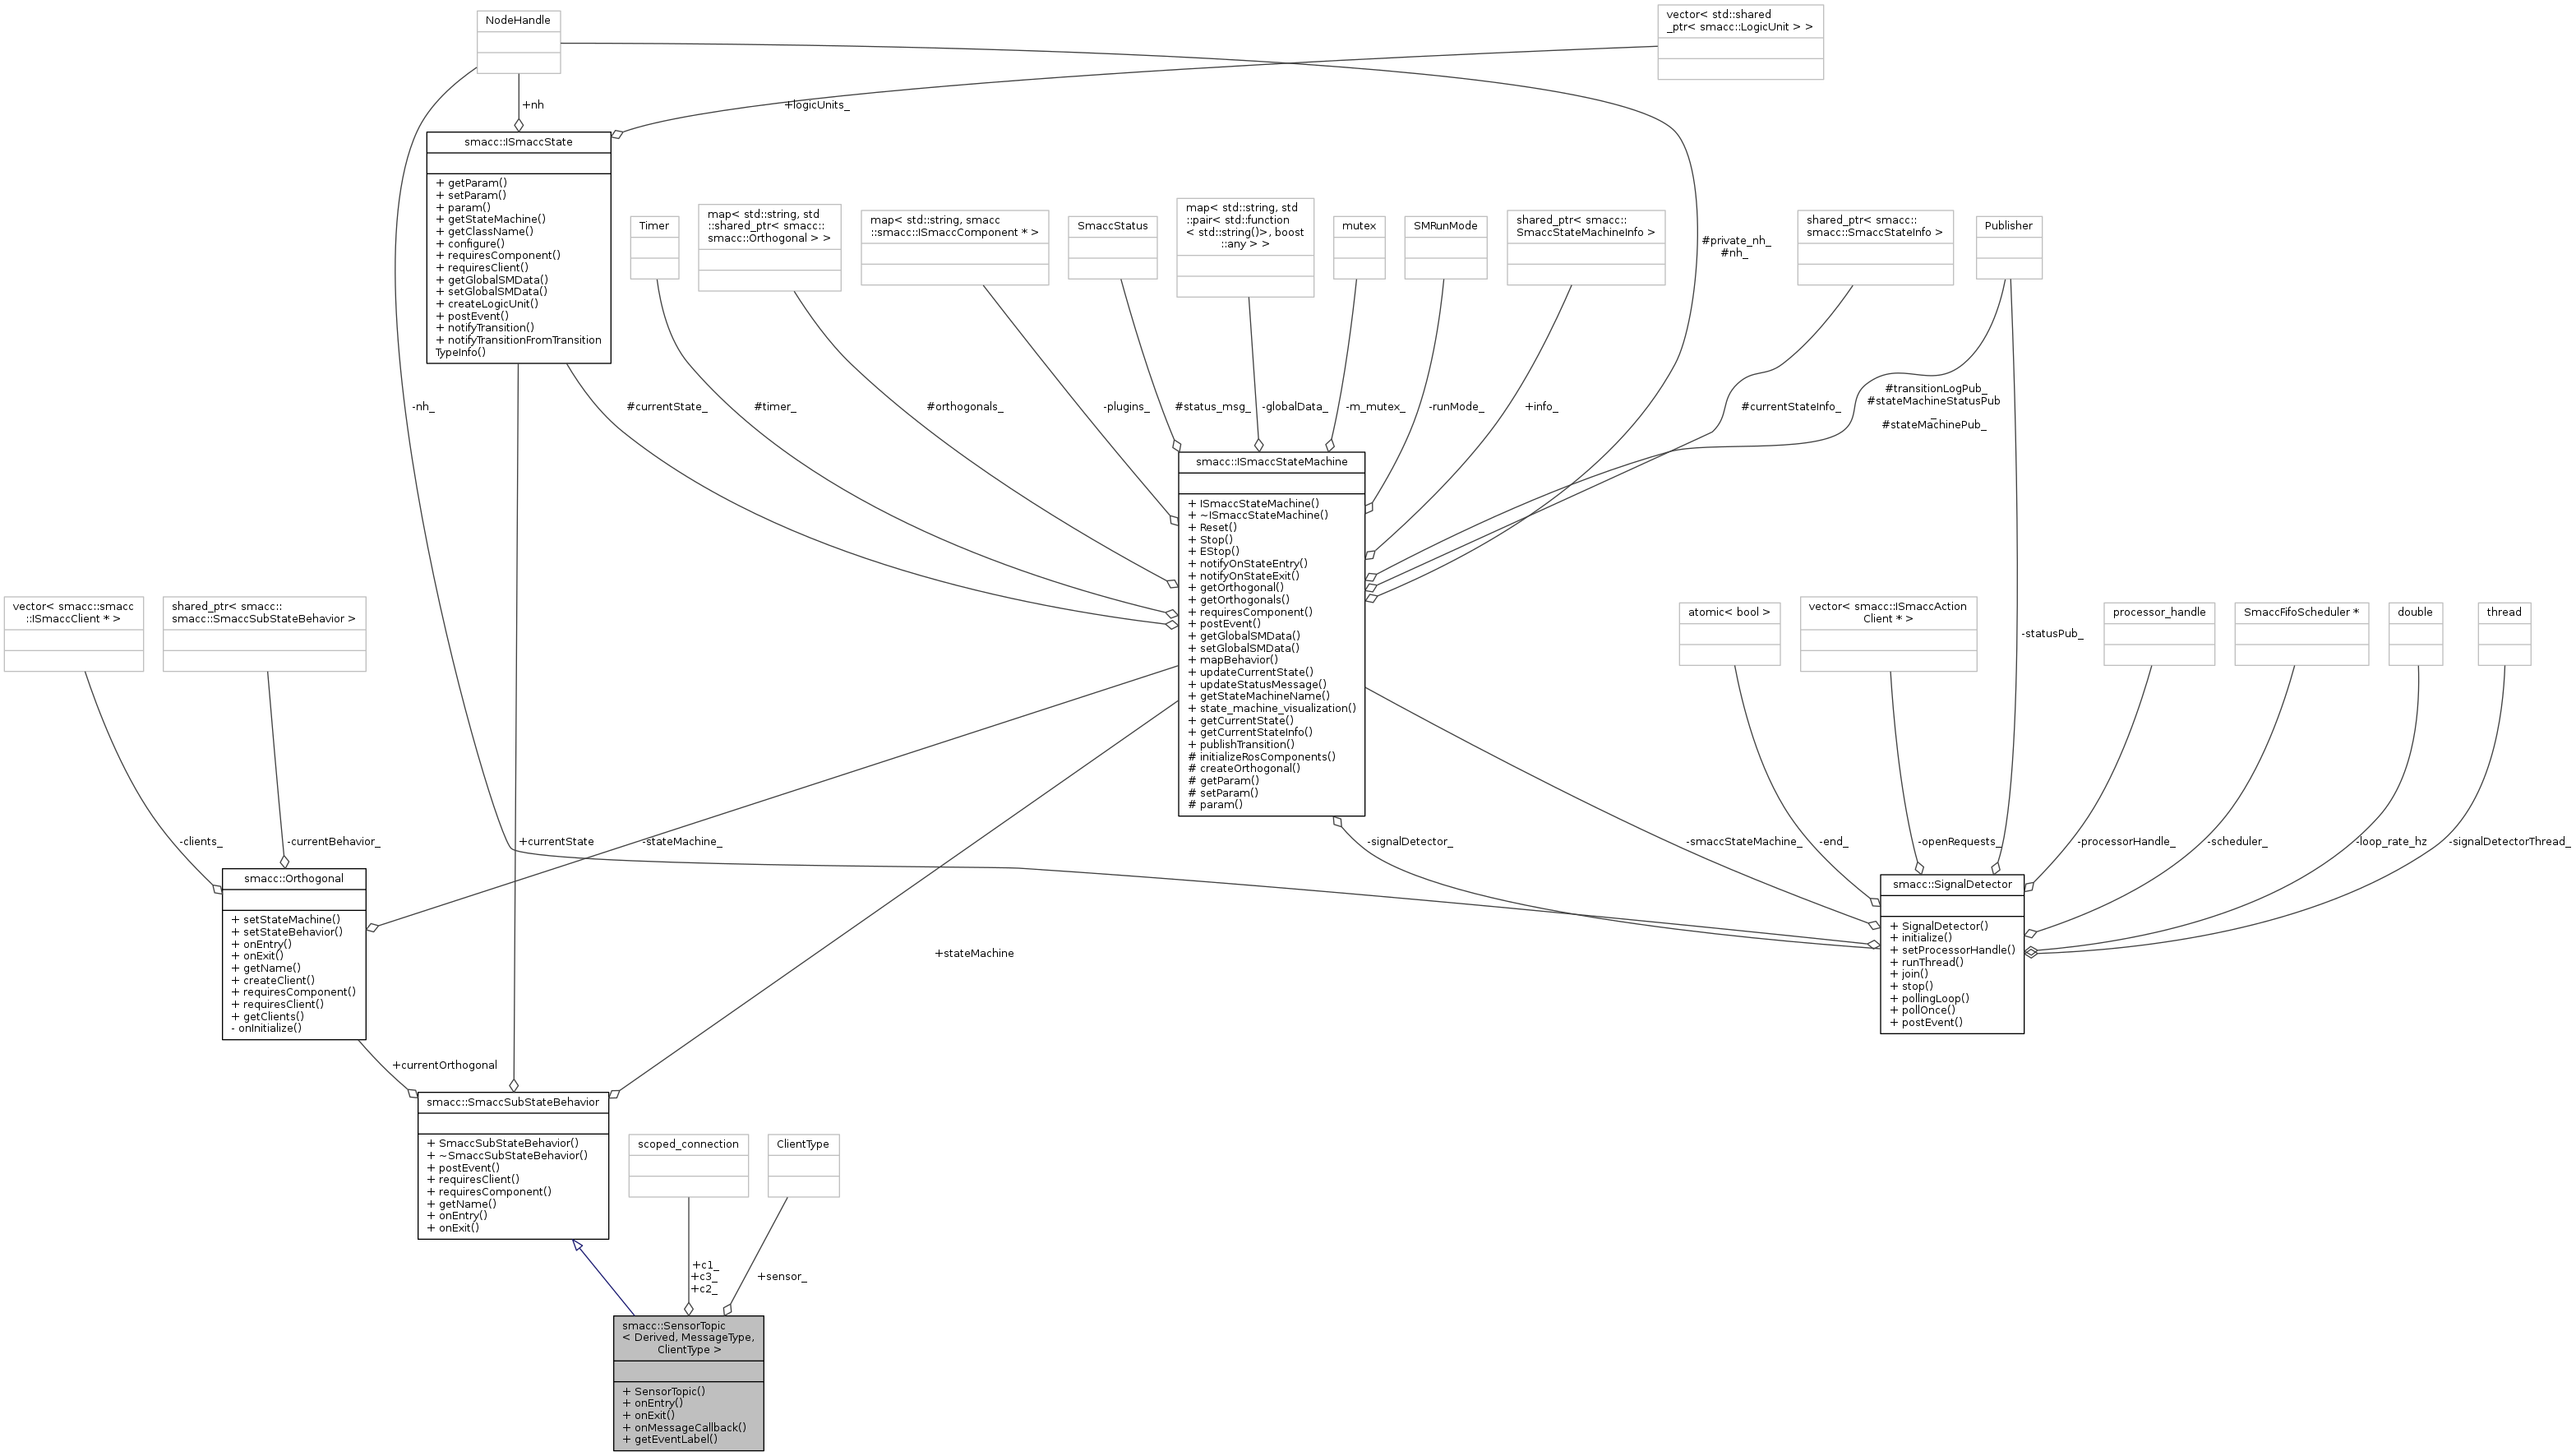 NodeHandle
vector< std::shared
_ptr< smacc::LogicUnit > >
+nh
+logicUnits_
smacc::ISmaccState
+ getParam()
+ setParam()
+ param()
+ getStateMachine()
+ getClassName()
+ configure()
+ requiresComponent()
+ requiresClient()
+ getGlobalSMData()
+ setGlobalSMData()
+ createLogicUnit()
+ postEvent()
+ notifyTransition()
+ notifyTransitionFromTransition
TypeInfo()
Timer
map< std::string, std
::shared_ptr< smacc::
smacc::Orthogonal > >
map< std::string, smacc
::smacc::ISmaccComponent * >
SmaccStatus
map< std::string, std
::pair< std::function
< std::string()>, boost
::any > >
mutex
SMRunMode
shared_ptr< smacc::
SmaccStateMachineInfo >
#private_nh_
#nh_
shared_ptr< smacc::
smacc::SmaccStateInfo >
Publisher
-nh_
#currentState_
#timer_
#orthogonals_
-plugins_
#status_msg_
-globalData_
-m_mutex_
-runMode_
+info_
#currentStateInfo_
#transitionLogPub_
#stateMachineStatusPub
_
#stateMachinePub_
smacc::ISmaccStateMachine
+ ISmaccStateMachine()
+ ~ISmaccStateMachine()
+ Reset()
+ Stop()
+ EStop()
+ notifyOnStateEntry()
+ notifyOnStateExit()
+ getOrthogonal()
+ getOrthogonals()
+ requiresComponent()
+ postEvent()
+ getGlobalSMData()
+ setGlobalSMData()
+ mapBehavior()
+ updateCurrentState()
+ updateStatusMessage()
+ getStateMachineName()
+ state_machine_visualization()
+ getCurrentState()
+ getCurrentStateInfo()
+ publishTransition()
# initializeRosComponents()
# createOrthogonal()
# getParam()
# setParam()
# param()
vector< smacc::smacc
::ISmaccClient * >
shared_ptr< smacc::
smacc::SmaccSubStateBehavior >
atomic< bool >
vector< smacc::ISmaccAction
Client * >
-statusPub_
processor_handle
SmaccFifoScheduler *
double
thread
-clients_
-currentBehavior_
+currentState
-stateMachine_
-signalDetector_
-smaccStateMachine_
-end_
-openRequests_
-processorHandle_
-scheduler_
-loop_rate_hz
-signalDetectorThread_
smacc::Orthogonal
+ setStateMachine()
+ setStateBehavior()
+ onEntry()
+ onExit()
+ getName()
+ createClient()
+ requiresComponent()
+ requiresClient()
+ getClients()
- onInitialize()
smacc::SignalDetector
+ SignalDetector()
+ initialize()
+ setProcessorHandle()
+ runThread()
+ join()
+ stop()
+ pollingLoop()
+ pollOnce()
+ postEvent()
+stateMachine
+currentOrthogonal
smacc::SmaccSubStateBehavior
+ SmaccSubStateBehavior()
+ ~SmaccSubStateBehavior()
+ postEvent()
+ requiresClient()
+ requiresComponent()
+ getName()
+ onEntry()
+ onExit()
scoped_connection
ClientType
+c1_
+c3_
+c2_
+sensor_
smacc::SensorTopic
< Derived, MessageType,
ClientType >
+ SensorTopic()
+ onEntry()
+ onExit()
+ onMessageCallback()
+ getEventLabel()